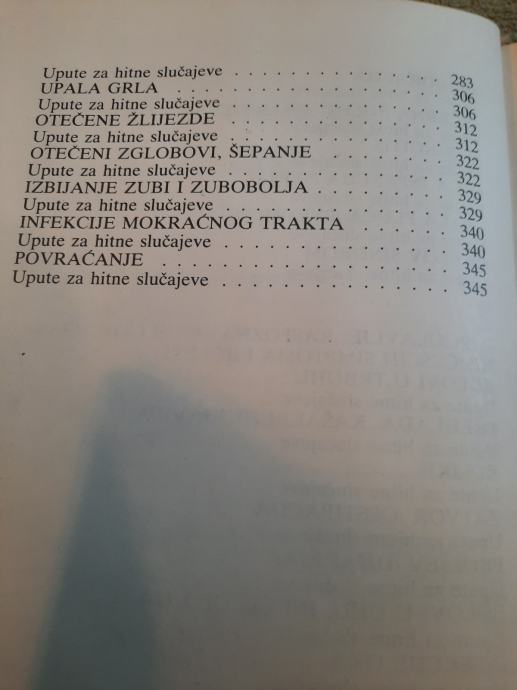 Upute za hitne slučajeve . . . . . . . . . . . . . . . . 283
UPALA GRLA . . . . . . . . . . . . . . . . . . . . . 306
Upute za hitne slučajeve . . . . . . . . . . . . . . . . 306
OTEČENE ŽLIJEZDE . . . . . . . . . . . . . . . . . 312
Upute za hitne slučajeve . . . . . . . . . . . . . . . . 312
OTEČENI ZGLOBOVI, ŠEPANJE . . . . . . . . . 322
Upute za hitne slučajeve . . . . . . . . . . . . . . . . 322
IZBIJANJE ZUBI I ZUBOBOLJA . . . . . . . . . . 329
Upute za hitne slučajeve . . . . . . . . . . . . . . . . 329
INFEKCIJE MOKRAĆNOG TRAKTA . . . . . . . 340
Upute za hitne slučajeve . . . . . . . . . . . . . . . . 340
POVRAĆANJE . . . . . . . . . . . . . . . . . . . . . 345
Upute za hitne slučajeve . . . . . . . . . . . . . . . . 345